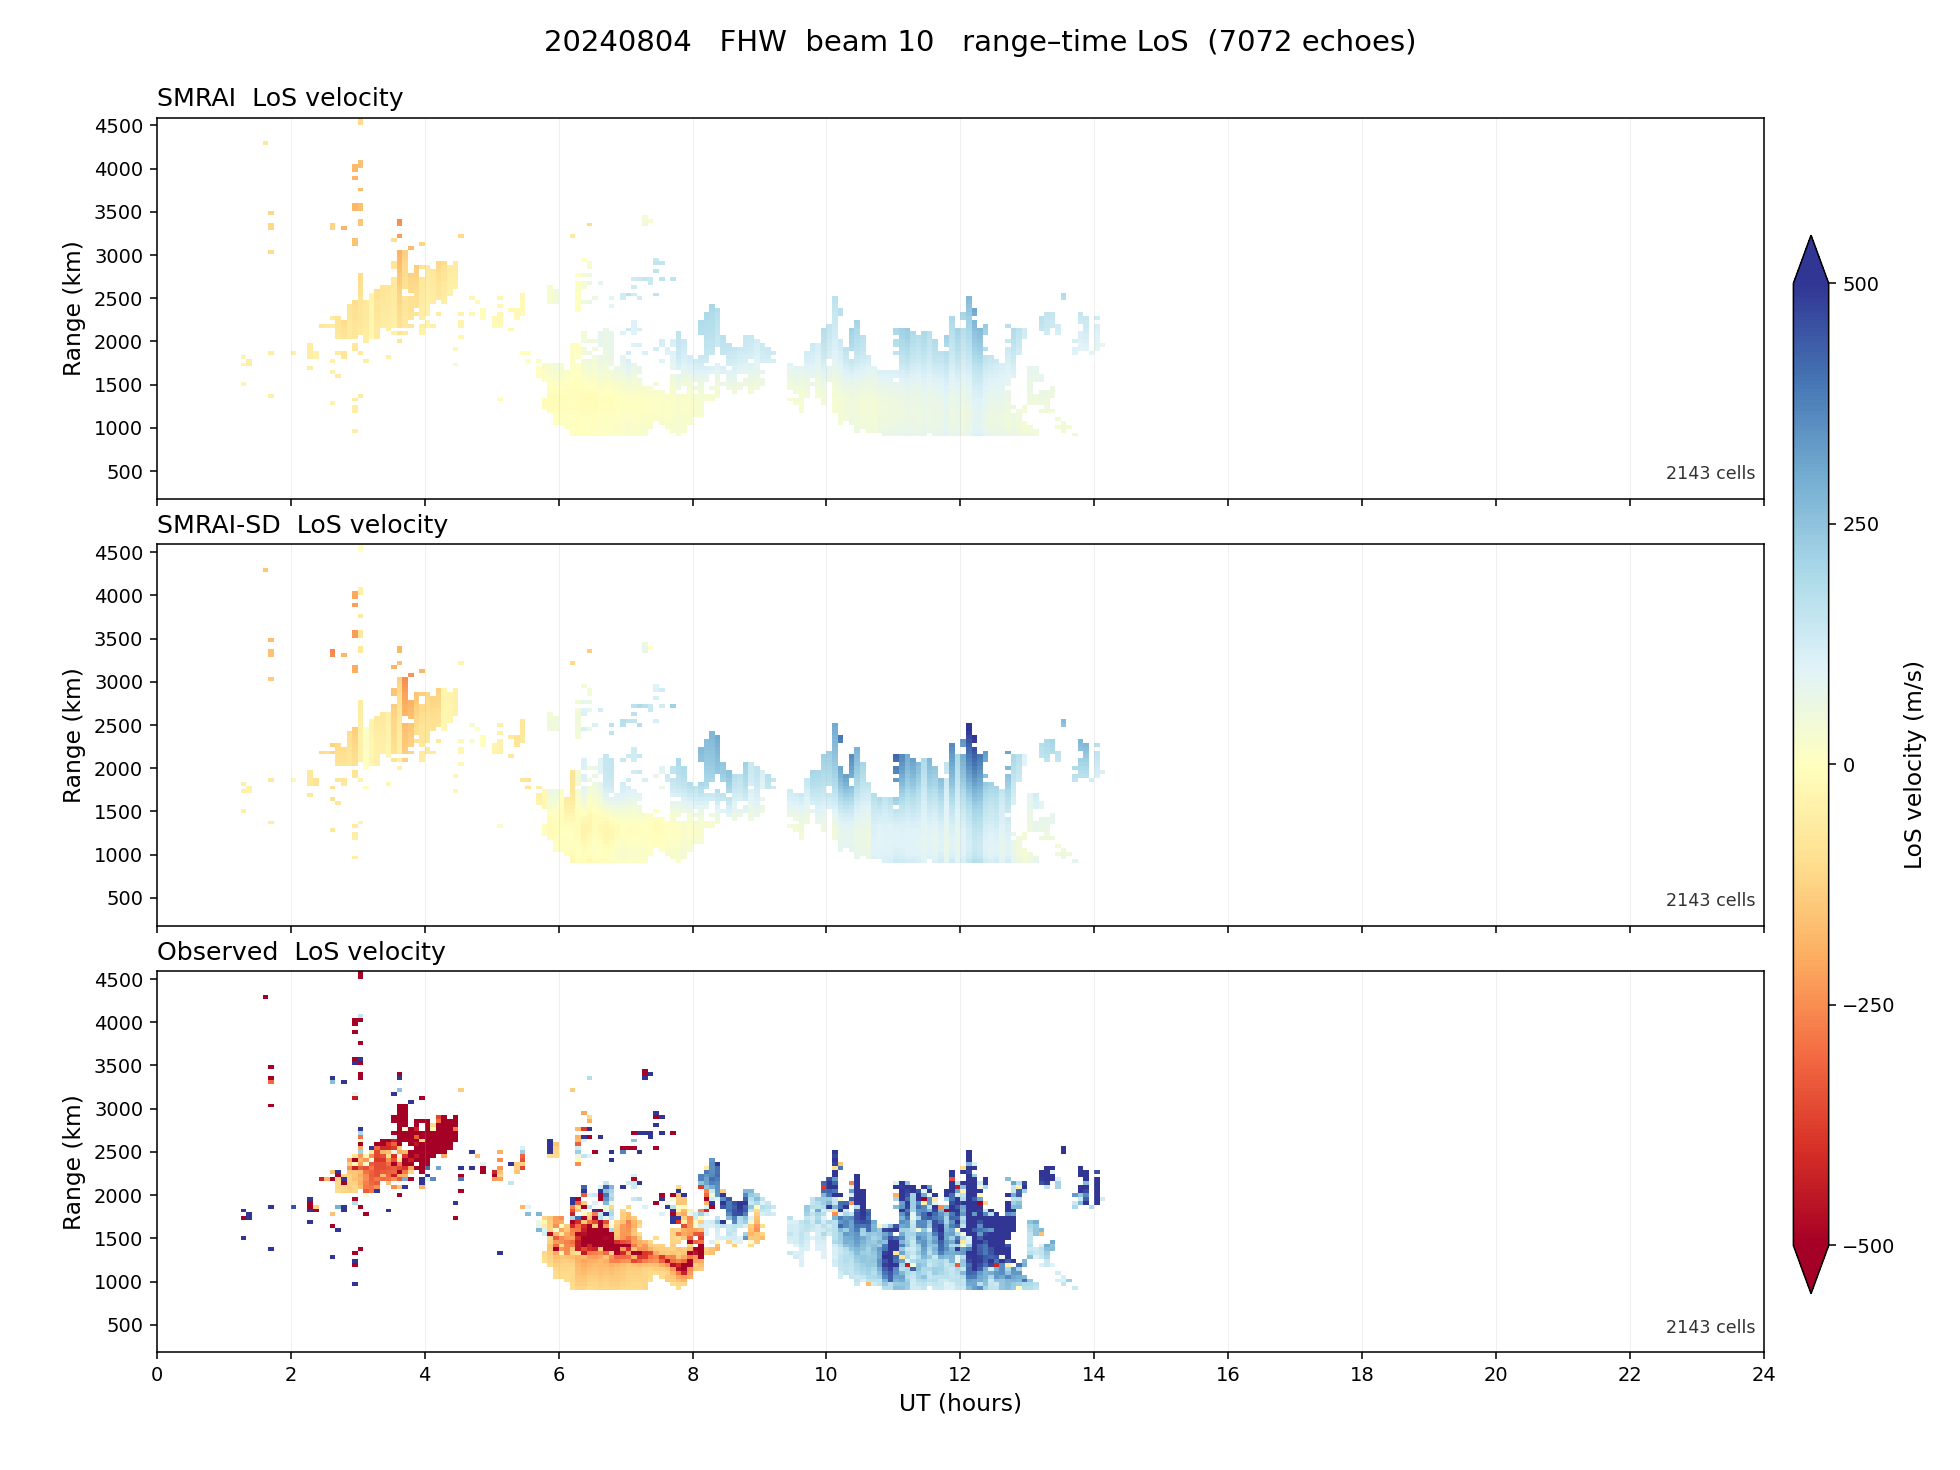 20240804 FHW beam 10 range–time LoS (7072 echoes)
SMRAI LoS velocity
4500
4000
3500
3000
2500
2000
1500
1000
500
Range (km)
2143 cells
SMRAI-SD LoS velocity
4500
4000
3500
3000
2500
2000
1500
1000
500
Range (km)
2143 cells
Observed LoS velocity
4500
4000
3500
3000
2500
2000
1500
1000
500
Range (km)
2143 cells
0 2 4 6 8 10 12 14 16 18 20 22 24
UT (hours)
500
250
0
−250
−500
LoS velocity (m/s)